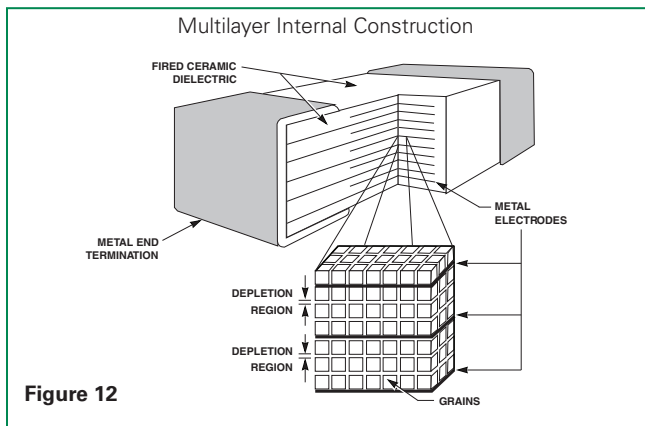 Multilayer Internal Construction
FIRED CERAMIC
DIELECTRIC
METAL
ELECTRODES
METAL END
TERMINATION
DEPLETION
REGION
DEPLETION
REGION
GRAINS
Figure 12